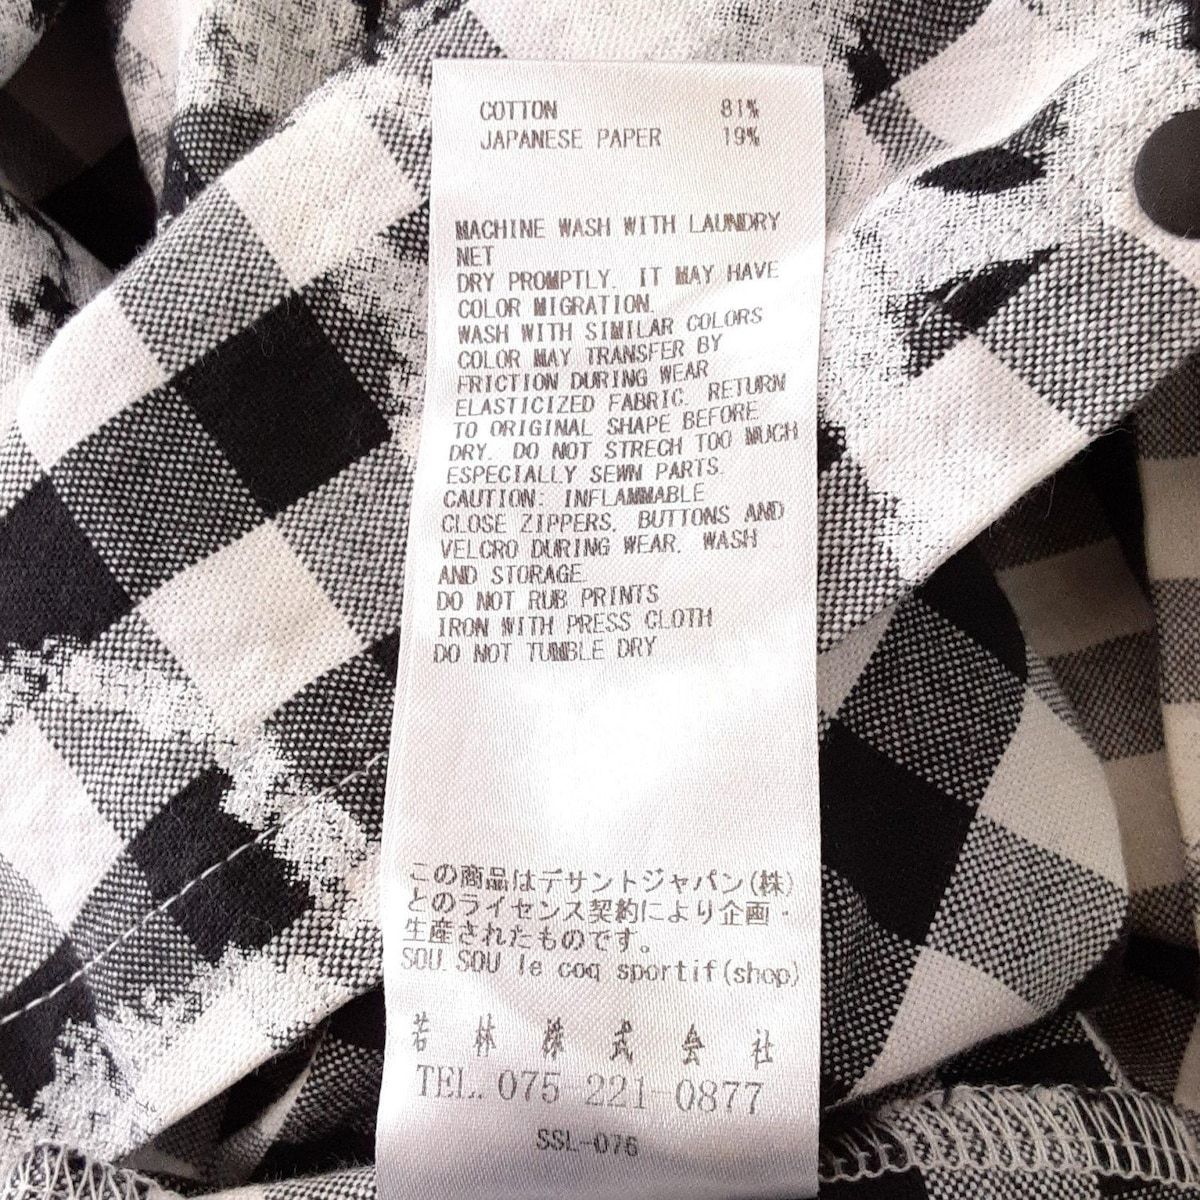 COTTON 81%
JAPANESE PAPER 19%
MACHINE WASH WITH LAUNDRY
NET
DRY PROMPTLY. IT MAY HAVE
COLOR MIGRATION.
WASH WITH SIMILAR COLORS
COLOR MAY TRANSFER BY
FRICTION DURING WEAR
ELASTICIZED FABRIC. RETURN
TO ORIGINAL SHAPE BEFORE
DRY. DO NOT STRECH TOO MUCH
ESPECIALLY SEWN PARTS.
CAUTION: INFLAMMABLE
CLOSE ZIPPERS, BUTTONS AND
VELCRO DURING WEAR, WASH
AND STORAGE.
DO NOT RUB PRINTS
IRON WITH PRESS CLOTH
DO NOT TUMBLE DRY
この商品はデサントジャパン(株)
とのライセンス契約により企画・
生産されたものです。
SOU.SOU le coq sportif(shop)
若林株式会社
TEL. 075-221-0877
SSL-076